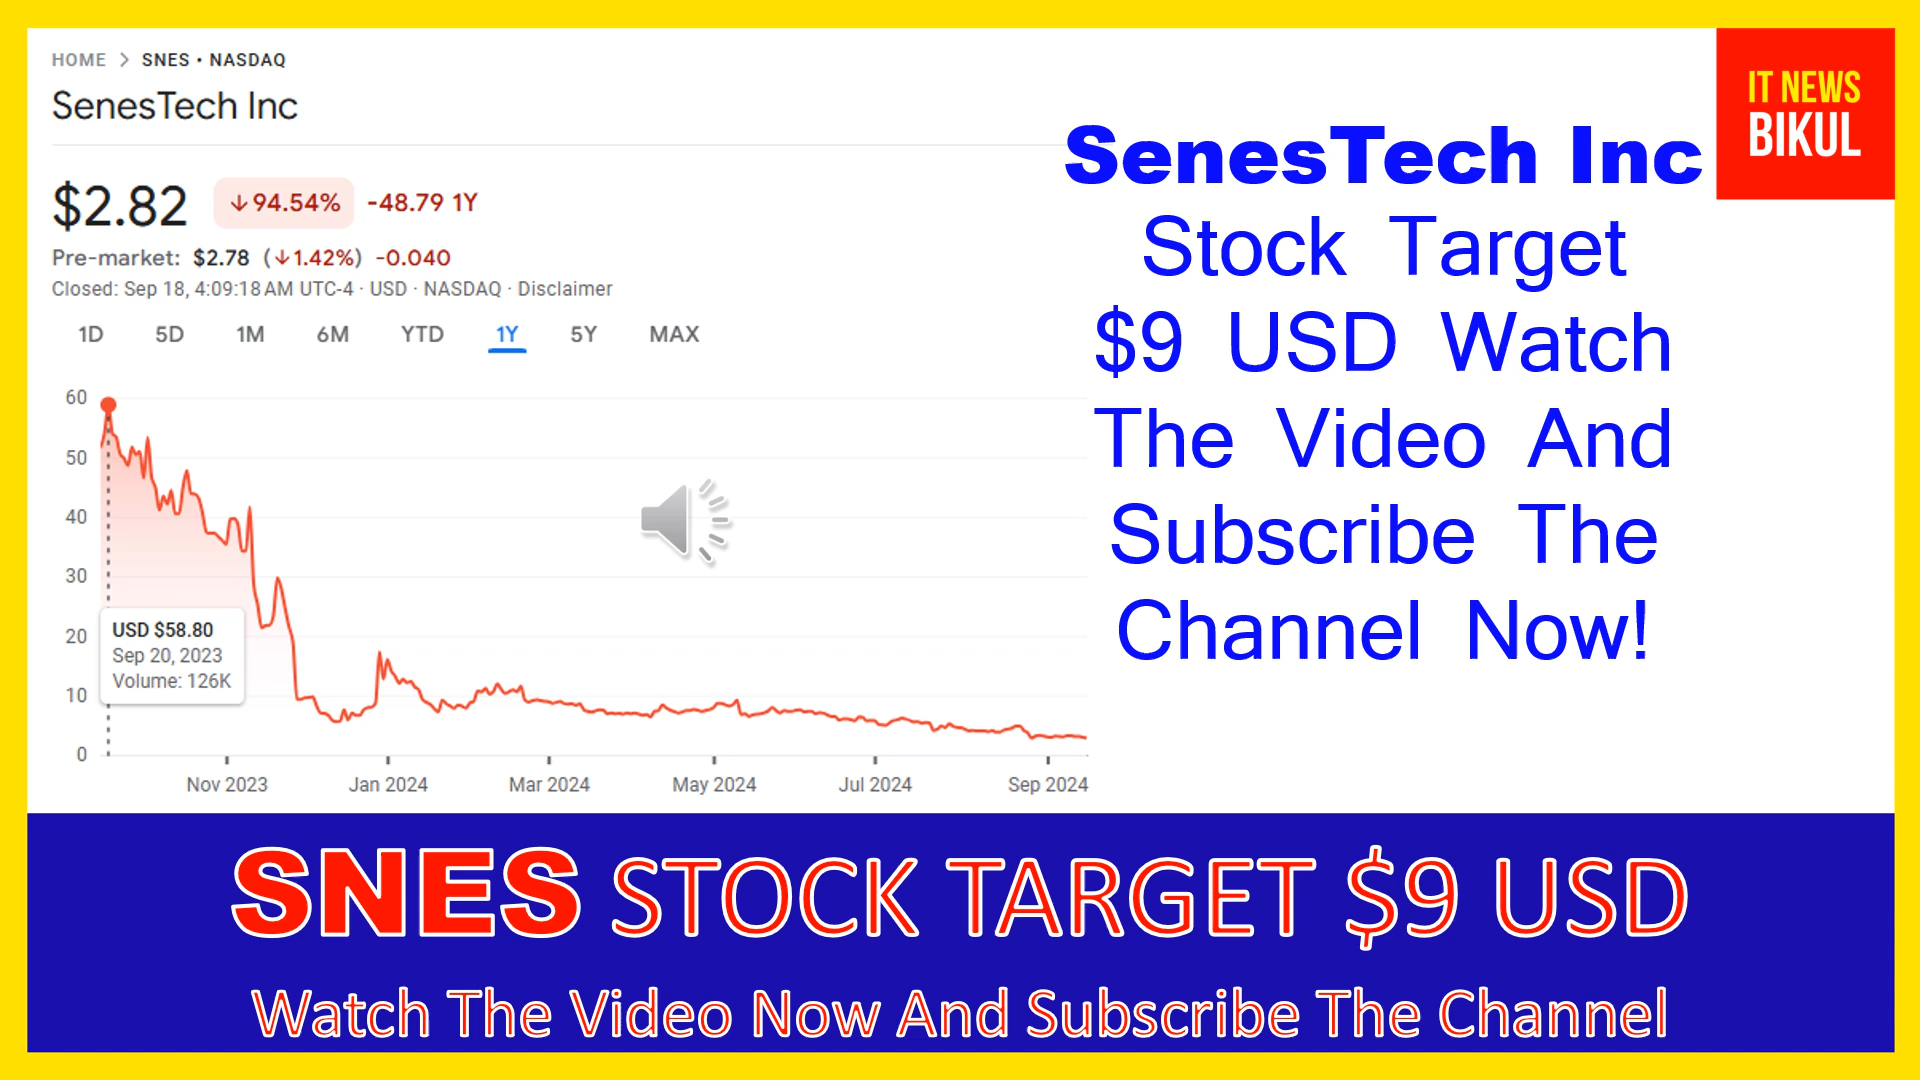 HOME > SNES • NASDAQ
SenesTech Inc
$2.82 ↓94.54% -48.79 1Y
Pre-market: $2.78 (↓1.42%) -0.040
Closed: Sep 18, 4:09:18 AM UTC-4 · USD · NASDAQ · Disclaimer
1D 5D 1M 6M YTD 1Y 5Y MAX
60
50
40
30
20
10
0
USD $58.80
Sep 20, 2023
Volume: 126K
Nov 2023 Jan 2024 Mar 2024 May 2024 Jul 2024 Sep 2024
SenesTech Inc
Stock Target
$9 USD Watch
The Video And
Subscribe The
Channel Now!
IT NEWS
BIKUL
SNES STOCK TARGET $9 USD
Watch The Video Now And Subscribe The Channel